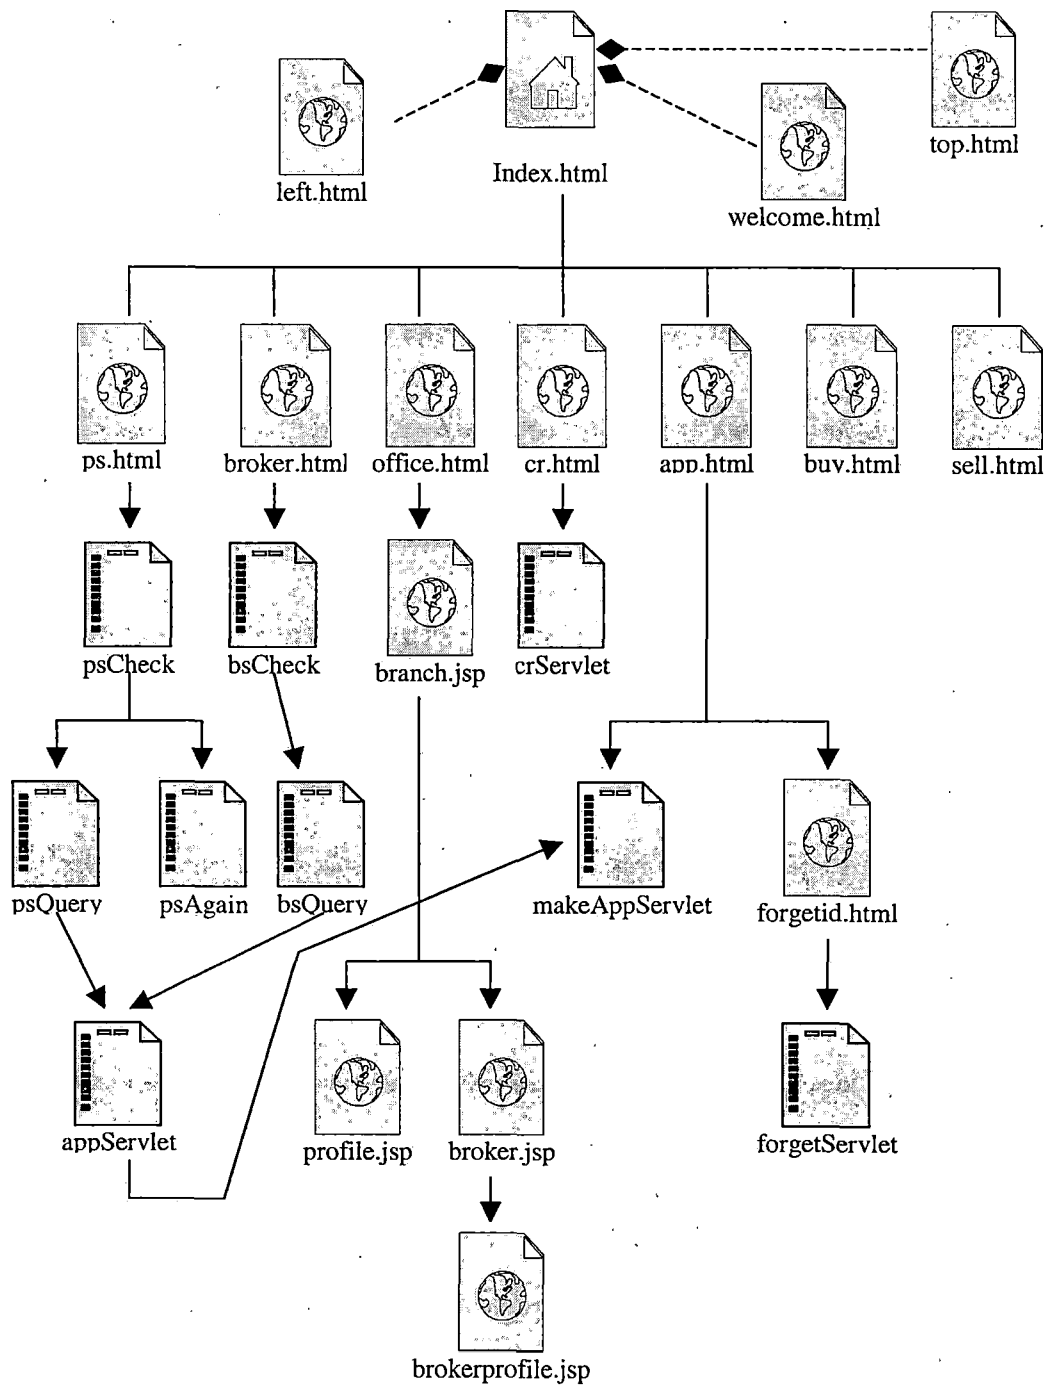 top.html
Index.html
left.html
welcome.html
ps.html
broker.html
office.html
cr.html
app.html
buy.html
sell.html
psCheck
bsCheck
branch.jsp
crServlet
psQuery
psAgain
bsQuery
makeAppServlet
forgetid.html
appServlet
profile.jsp
broker.jsp
forgetServlet
brokerprofile.jsp